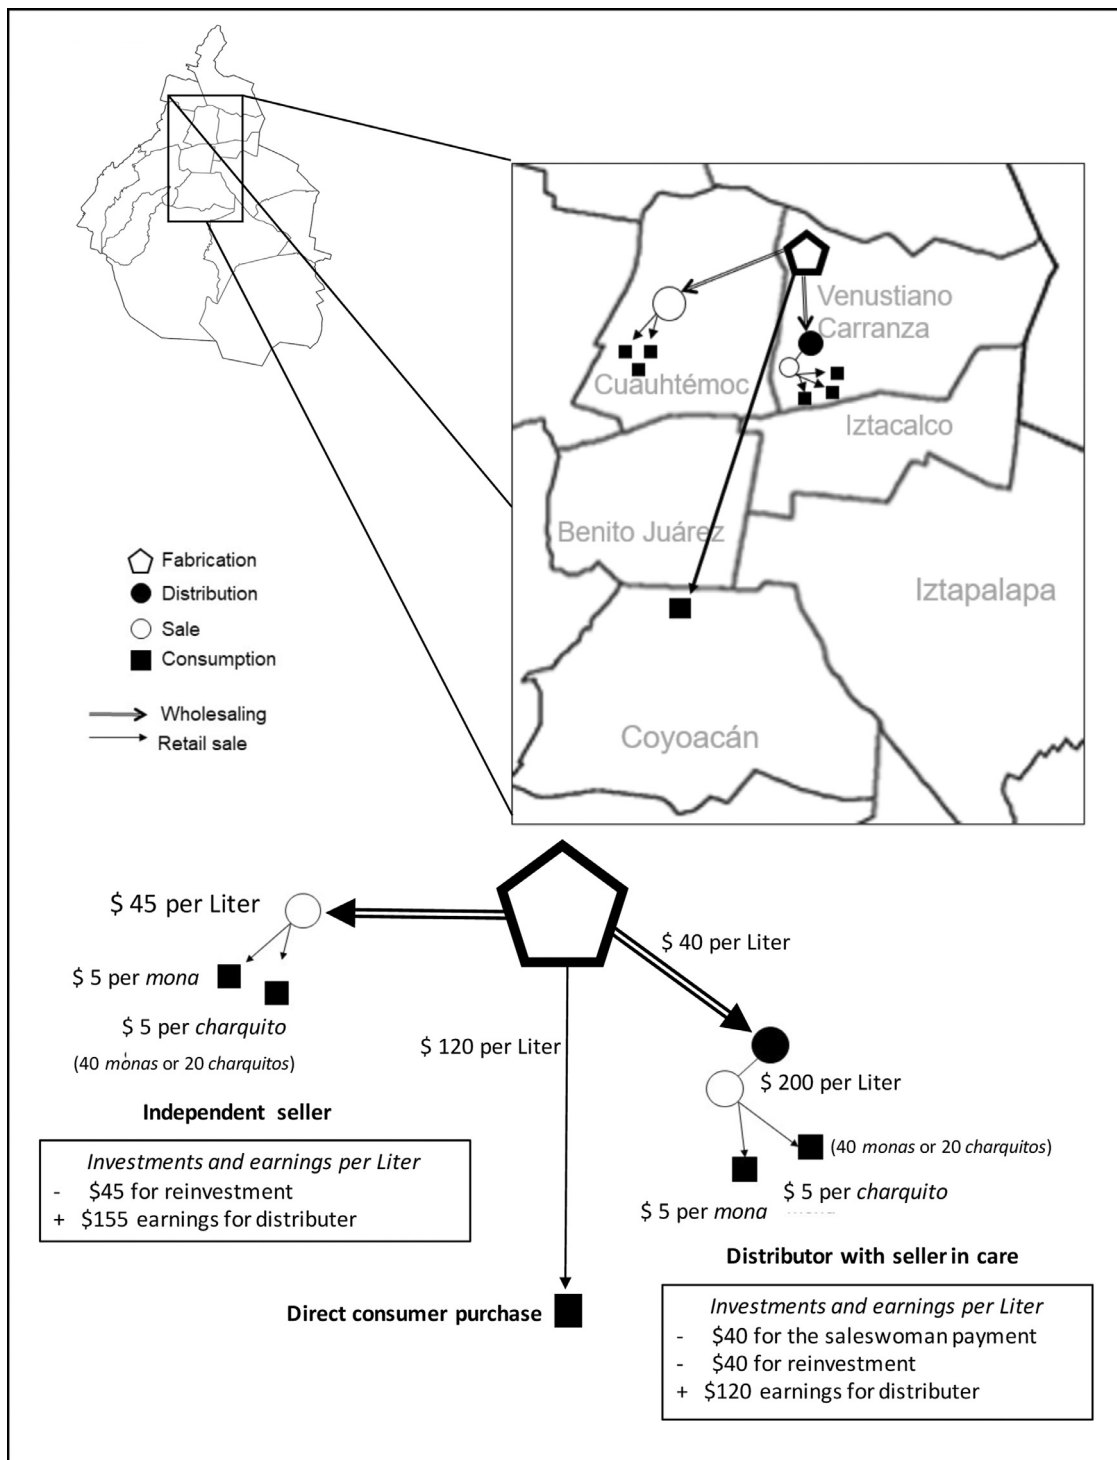 Venustiano
Carranza
Cuauhtémoc
Iztacalco
Benito Juárez
Iztapalapa
Coyoacán
Fabrication
Distribution
Sale
Consumption
Wholesaling
Retail sale
$ 45 per Liter
$ 5 per mona
$ 5 per charquito
(40 monas or 20 charquitos)
Independent seller
Investments and earnings per Liter
- $45 for reinvestment
+ $155 earnings for distributer
$ 120 per Liter
Direct consumer purchase
$ 40 per Liter
$ 200 per Liter
(40 monas or 20 charquitos)
$ 5 per charquito
$ 5 per mona
Distributor with seller in care
Investments and earnings per Liter
- $40 for the saleswoman payment
- $40 for reinvestment
+ $120 earnings for distributer